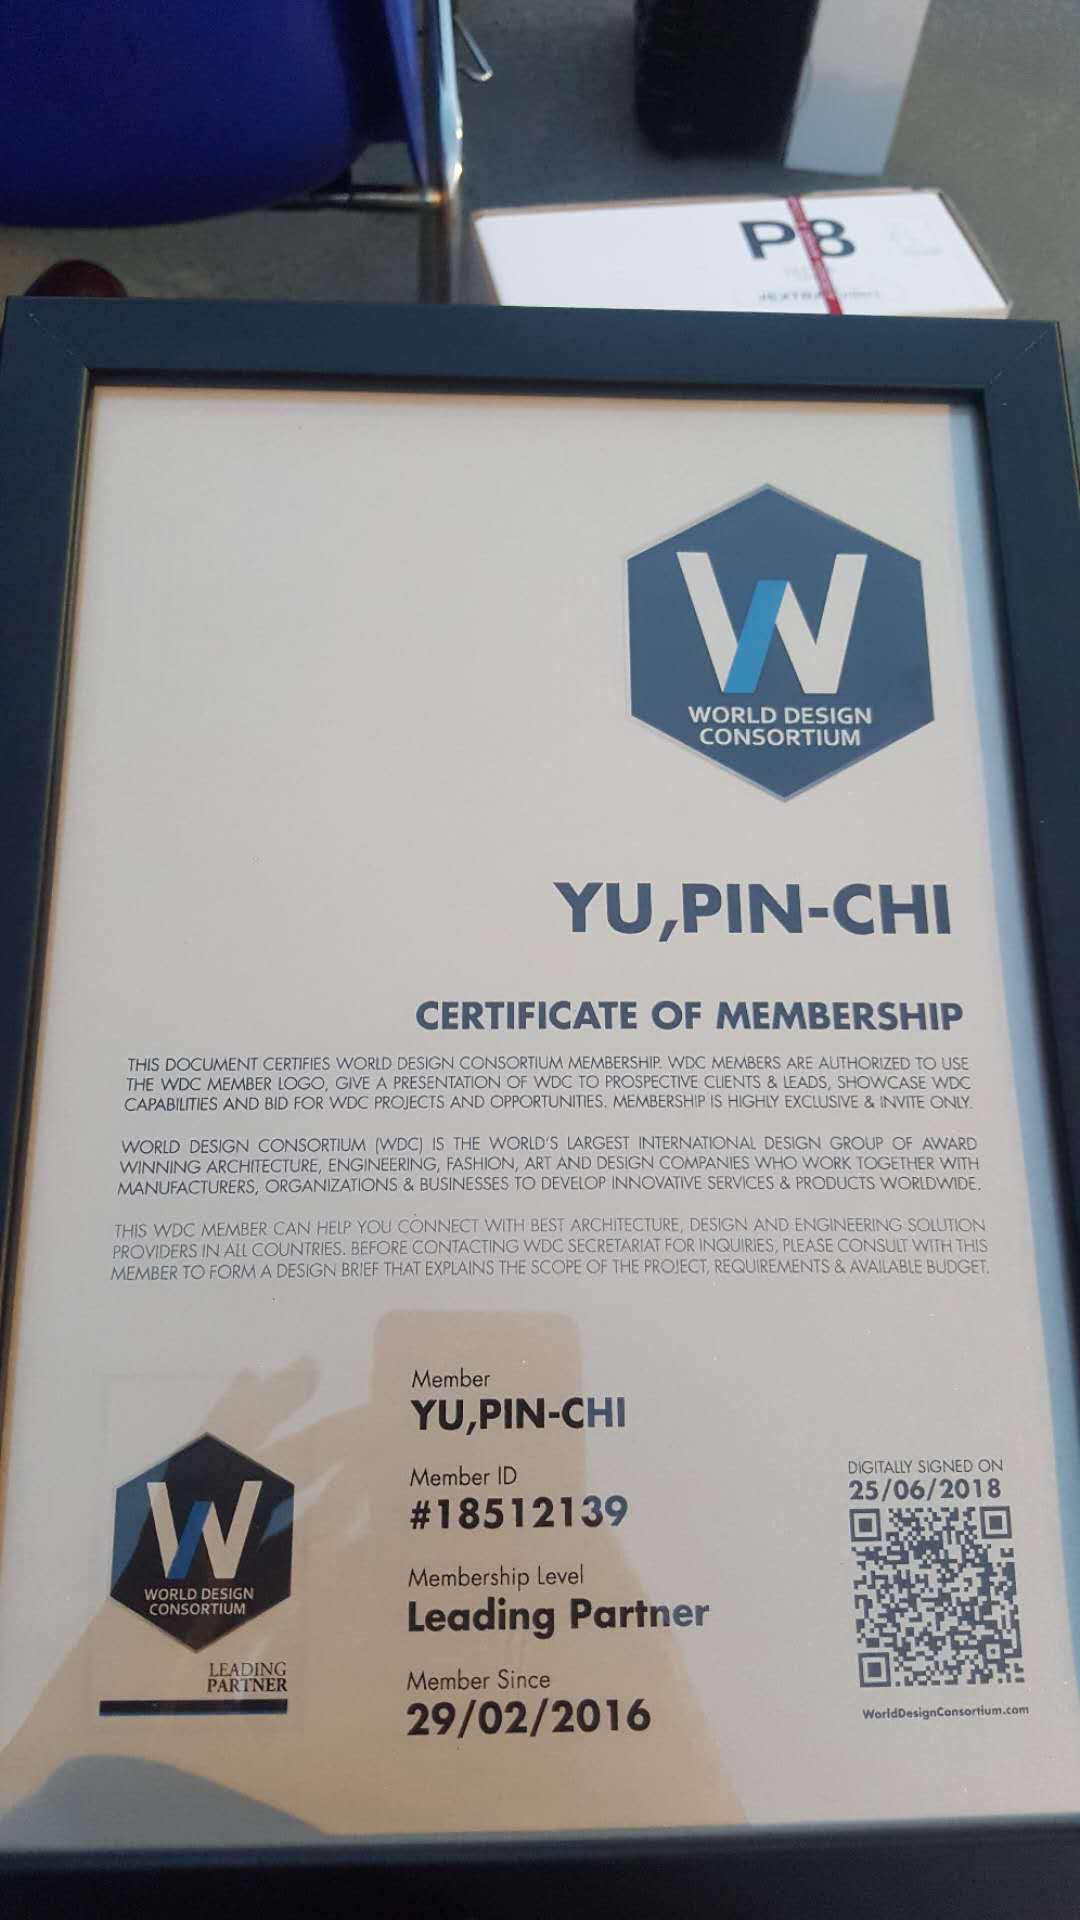 P8
WORLD DESIGN
CONSORTIUM
YU,PIN-CHI
CERTIFICATE OF MEMBERSHIP
THIS DOCUMENT CERTIFIES WORLD DESIGN CONSORTIUM MEMBERSHIP. WDC MEMBERS ARE AUTHORIZED TO USE
THE WDC MEMBER LOGO, GIVE A PRESENTATION OF WDC TO PROSPECTIVE CLIENTS & LEADS, SHOWCASE WDC
CAPABILITIES AND BID FOR WDC PROJECTS AND OPPORTUNITIES. MEMBERSHIP IS HIGHLY EXCLUSIVE & INVITE ONLY.
WORLD DESIGN CONSORTIUM (WDC) IS THE WORLD'S LARGEST INTERNATIONAL DESIGN GROUP OF AWARD
WINNING ARCHITECTURE, ENGINEERING, FASHION, ART AND DESIGN COMPANIES WHO WORK TOGETHER WITH
MANUFACTURERS, ORGANIZATIONS & BUSINESSES TO DEVELOP INNOVATIVE SERVICES & PRODUCTS WORLDWIDE.
THIS WDC MEMBER CAN HELP YOU CONNECT WITH BEST ARCHITECTURE, DESIGN AND ENGINEERING SOLUTION
PROVIDERS IN ALL COUNTRIES. BEFORE CONTACTING WDC SECRETARIAT FOR INQUIRIES, PLEASE CONSULT WITH THIS
MEMBER TO FORM A DESIGN BRIEF THAT EXPLAINS THE SCOPE OF THE PROJECT, REQUIREMENTS & AVAILABLE BUDGET.
Member
YU,PIN-CHI
Member ID
#18512139
Membership Level
Leading Partner
Member Since
29/02/2016
WORLD DESIGN
CONSORTIUM
LEADING
PARTNER
DIGITALLY SIGNED ON
25/06/2018
WorldDesignConsortium.com